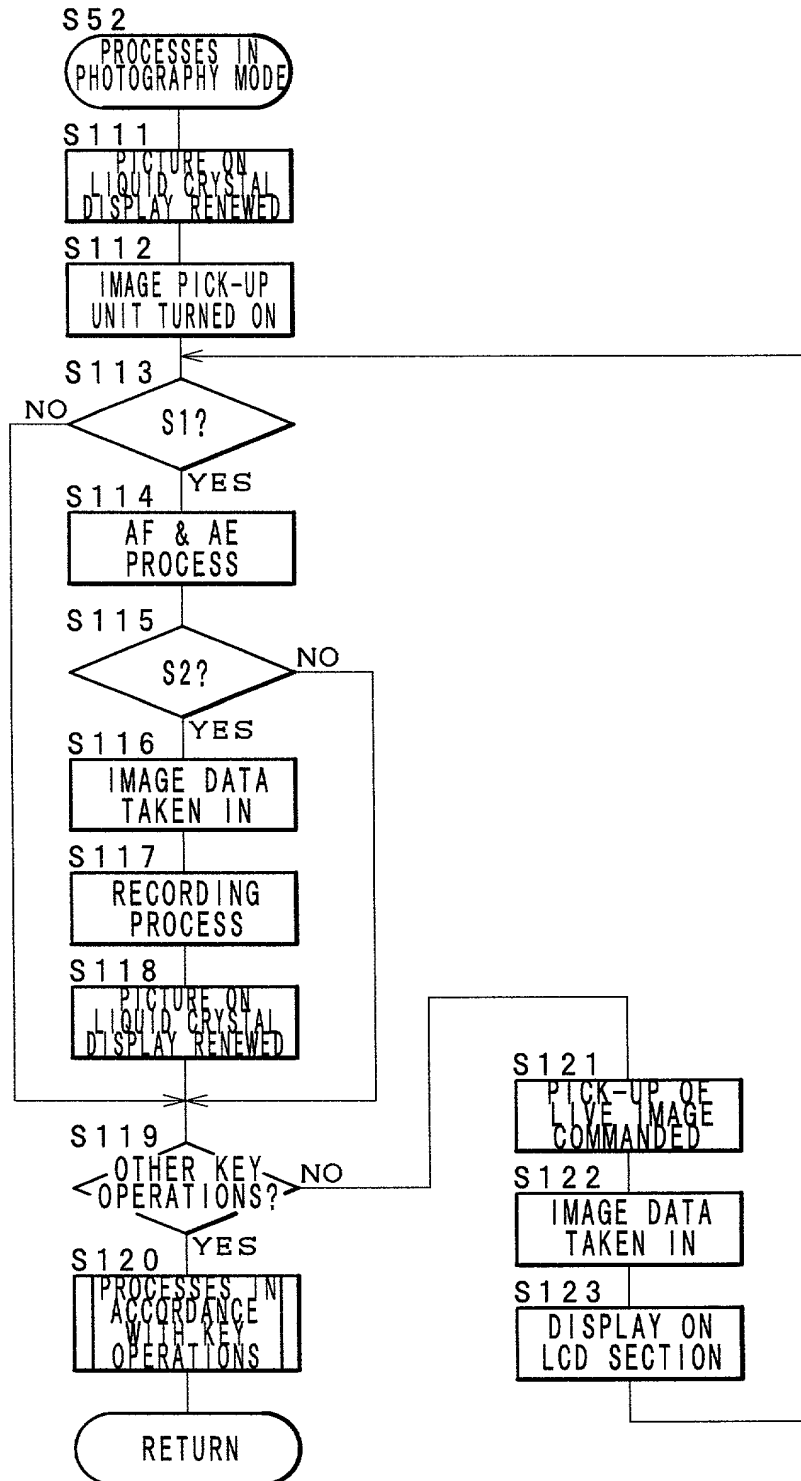 S52
PROCESSES IN
PHOTOGRAPHY MODE
S111
PICTURE ON
LIQUID CRYSTAL
DISPLAY RENEWED
S112
IMAGE PICK-UP
UNIT TURNED ON
S113
NO
S1?
YES
S114
AF & AE
PROCESS
S115
S2?
NO
YES
S116
IMAGE DATA
TAKEN IN
S117
RECORDING
PROCESS
S118
PICTURE ON
LIQUID CRYSTAL
DISPLAY RENEWED
S119
OTHER KEY
OPERATIONS?
NO
YES
S120
PROCESSES IN
ACCORDANCE
WITH KEY
OPERATIONS
RETURN
S121
PICK-UP OF
LIVE IMAGE
COMMANDED
S122
IMAGE DATA
TAKEN IN
S123
DISPLAY ON
LCD SECTION